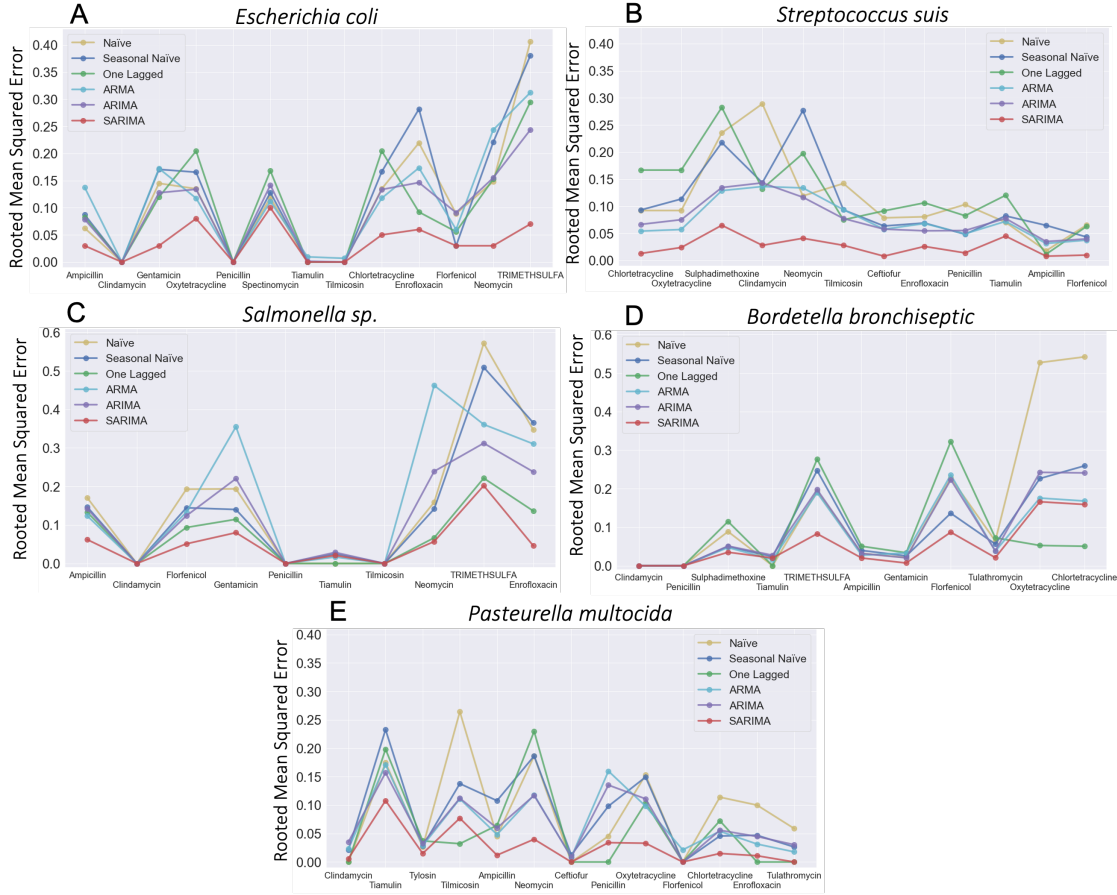 A
Escherichia coli
Rooted Mean Squared Error
0.40
0.35
0.30
0.25
0.20
0.15
0.10
0.05
0.00
Naïve
Seasonal Naïve
One Lagged
ARMA
ARIMA
SARIMA
Ampicillin
Clindamycin
Gentamicin
Oxytetracycline
Penicillin
Spectinomycin
Tiamulin
Tilmicosin
Chlortetracycline
Enrofloxacin
Florfenicol
Neomycin
TRIMETHSULFA
B
Streptococcus suis
Rooted Mean Squared Error
0.40
0.35
0.30
0.25
0.20
0.15
0.10
0.05
0.00
Naïve
Seasonal Naïve
One Lagged
ARMA
ARIMA
SARIMA
Chlortetracycline
Oxytetracycline
Sulphadimethoxine
Clindamycin
Neomycin
Tilmicosin
Ceftiofur
Enrofloxacin
Penicillin
Tiamulin
Ampicillin
Florfenicol
C
Salmonella sp.
Rooted Mean Squared Error
0.6
0.5
0.4
0.3
0.2
0.1
0.0
Naïve
Seasonal Naïve
One Lagged
ARMA
ARIMA
SARIMA
Ampicillin
Clindamycin
Florfenicol
Gentamicin
Penicillin
Tiamulin
Tilmicosin
Neomycin
TRIMETHSULFA
Enrofloxacin
D
Bordetella bronchiseptic
Rooted Mean Squared Error
0.6
0.5
0.4
0.3
0.2
0.1
0.0
Naïve
Seasonal Naïve
One Lagged
ARMA
ARIMA
SARIMA
Clindamycin
Penicillin
Sulphadimethoxine
Tiamulin
TRIMETHSULFA
Ampicillin
Gentamicin
Florfenicol
Tulathromycin
Oxytetracycline
Chlortetracycline
E
Pasteurella multocida
Rooted Mean Squared Error
0.40
0.35
0.30
0.25
0.20
0.15
0.10
0.05
0.00
Naïve
Seasonal Naïve
One Lagged
ARMA
ARIMA
SARIMA
Clindamycin
Tiamulin
Tylosin
Tilmicosin
Ampicillin
Neomycin
Ceftiofur
Penicillin
Oxytetracycline
Florfenicol
Chlortetracycline
Enrofloxacin
Tulathromycin